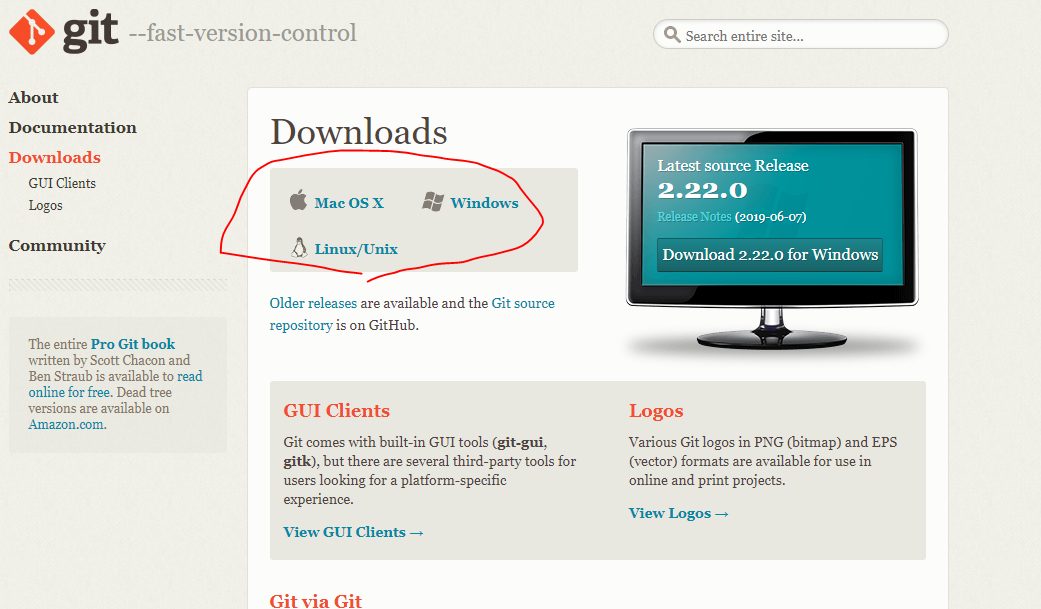 git --fast-version-control
Search entire site...
About
Documentation
Downloads
GUI Clients
Logos
Community
The entire Pro Git book
written by Scott Chacon and
Ben Straub is available to read
online for free. Dead tree
versions are available on
Amazon.com.
Downloads
Mac OS X
Windows
Linux/Unix
Older releases are available and the Git source
repository is on GitHub.
Latest source Release
2.22.0
Release Notes (2019-06-07)
Download 2.22.0 for Windows
GUI Clients
Git comes with built-in GUI tools (git-gui,
gitk), but there are several third-party tools for
users looking for a platform-specific
experience.
View GUI Clients →
Logos
Various Git logos in PNG (bitmap) and EPS
(vector) formats are available for use in
online and print projects.
View Logos →
Git via Git